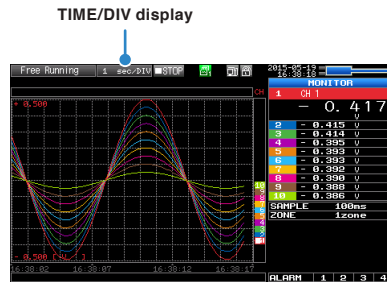 TIME/DIV display
Free Running 1 sec/DIV ■STOP 2015-05-19 16:38:18
MONITOR
CH 1 CH 1
+ 0.500 - 0. 417 V
2 - 0.415 V
3 - 0.414 V
4 - 0.395 V
5 - 0.393 V
6 - 0.393 V
7 - 0.392 V
8 - 0.390 V
9 - 0.388 V
10 10 - 0.386 V
SAMPLE 100ms
ZONE 1zone
- 0.500 [ V ]
16:38:02 16:38:07 16:38:12 16:38:17
ALARM 1 2 3 4